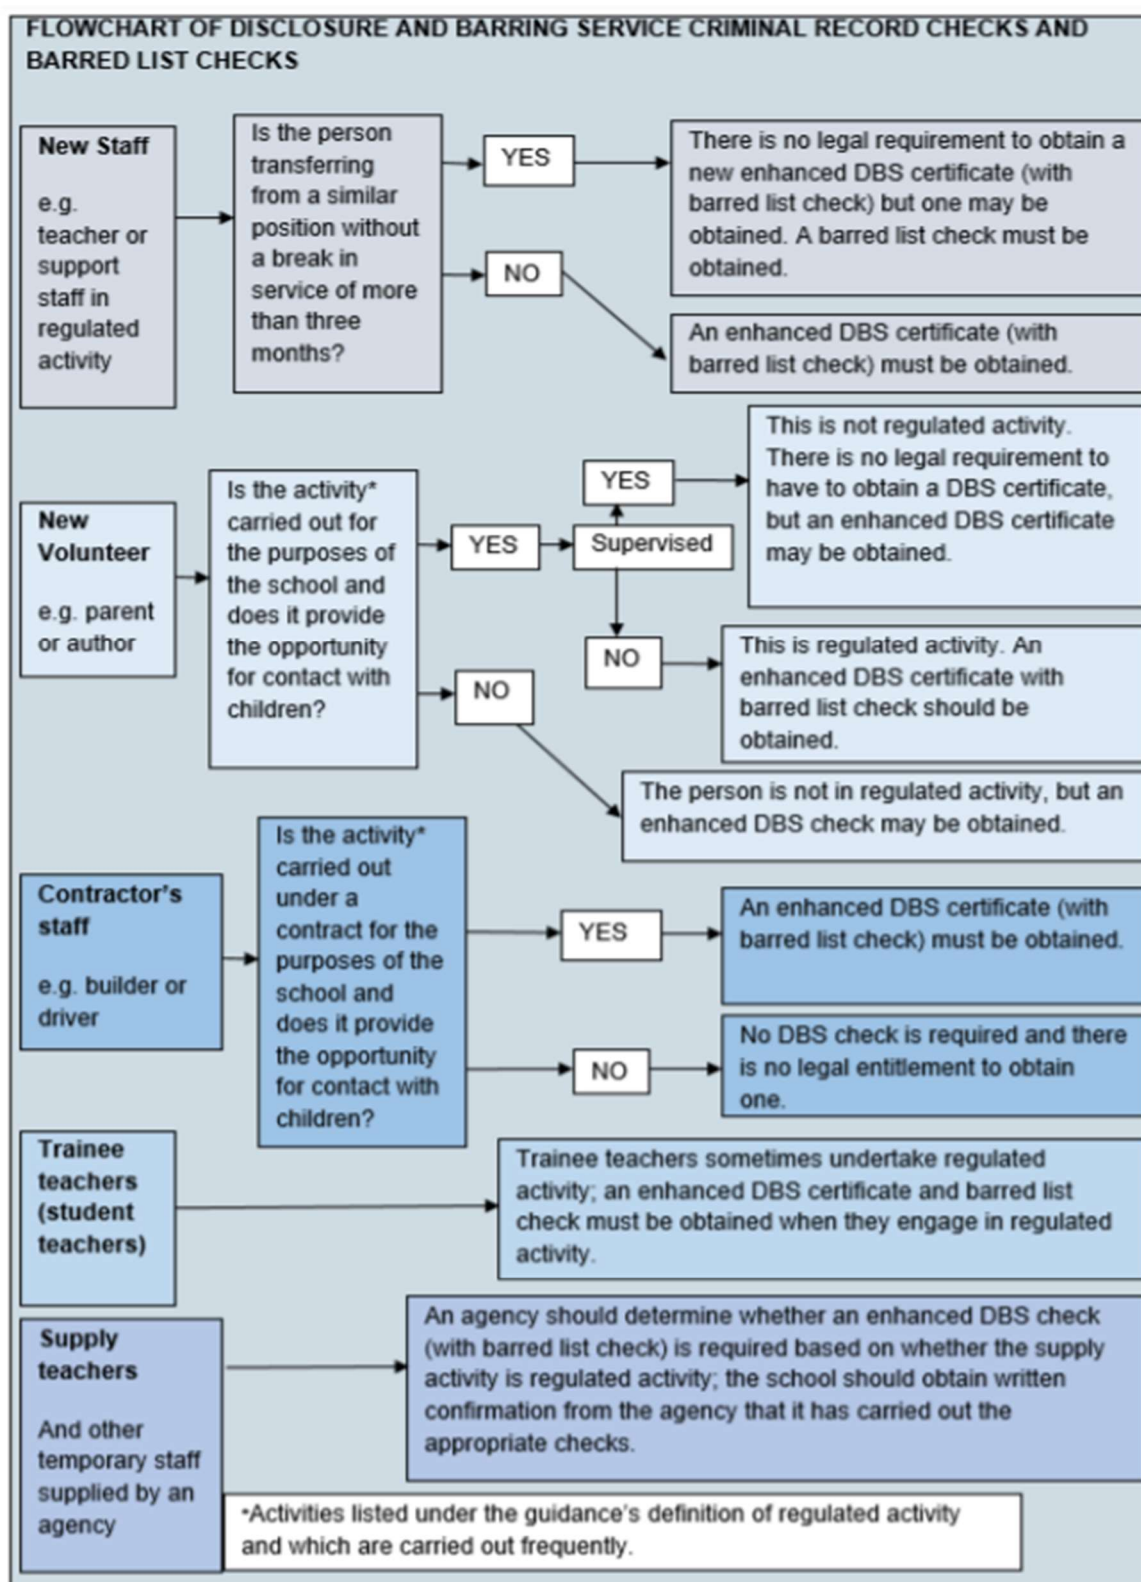 FLOWCHART OF DISCLOSURE AND BARRING SERVICE CRIMINAL RECORD CHECKS AND
BARRED LIST CHECKS
New Staff
e.g.
teacher or
support
staff in
regulated
activity
Is the person
transferring
from a similar
position without
a break in
service of more
than three
months?
YES
There is no legal requirement to obtain a
new enhanced DBS certificate (with
barred list check) but one may be
obtained. A barred list check must be
obtained.
NO
An enhanced DBS certificate (with
barred list check) must be obtained.
New
Volunteer
e.g. parent
or author
Is the activity*
carried out for
the purposes of
the school and
does it provide
the opportunity
for contact with
children?
YES
Supervised
YES
This is not regulated activity.
There is no legal requirement to
have to obtain a DBS certificate,
but an enhanced DBS certificate
may be obtained.
NO
This is regulated activity. An
enhanced DBS certificate with
barred list check should be
obtained.
NO
The person is not in regulated activity, but an
enhanced DBS check may be obtained.
Contractor's
staff
e.g. builder or
driver
Is the activity*
carried out
under a
contract for the
purposes of the
school and
does it provide
the opportunity
for contact with
children?
YES
An enhanced DBS certificate (with
barred list check) must be obtained.
NO
No DBS check is required and there
is no legal entitlement to obtain
one.
Trainee
teachers
(student
teachers)
Trainee teachers sometimes undertake regulated
activity; an enhanced DBS certificate and barred list
check must be obtained when they engage in regulated
activity.
Supply
teachers
And other
temporary staff
supplied by an
agency
An agency should determine whether an enhanced DBS check
(with barred list check) is required based on whether the supply
activity is regulated activity; the school should obtain written
confirmation from the agency that it has carried out the
appropriate checks.
*Activities listed under the guidance's definition of regulated activity
and which are carried out frequently.